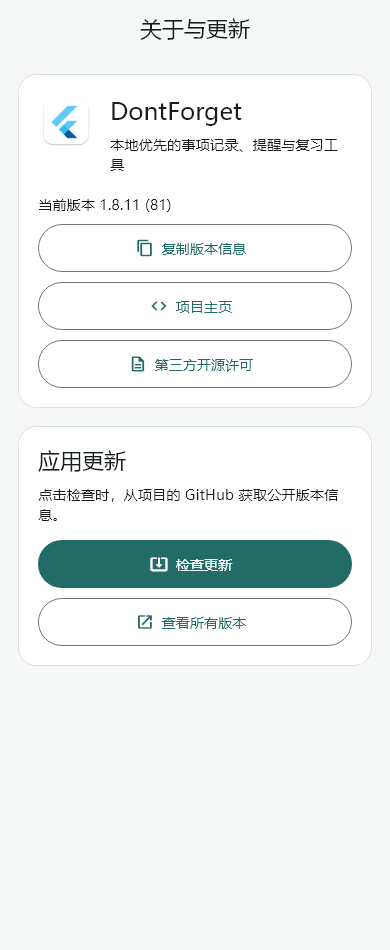 关于与更新
DontForget
本地优先的事项记录、提醒与复习工
具
当前版本 1.8.11 (81)
复制版本信息
项目主页
第三方开源许可
应用更新
点击检查时，从项目的 GitHub 获取公开版本信
息。
检查更新
查看所有版本